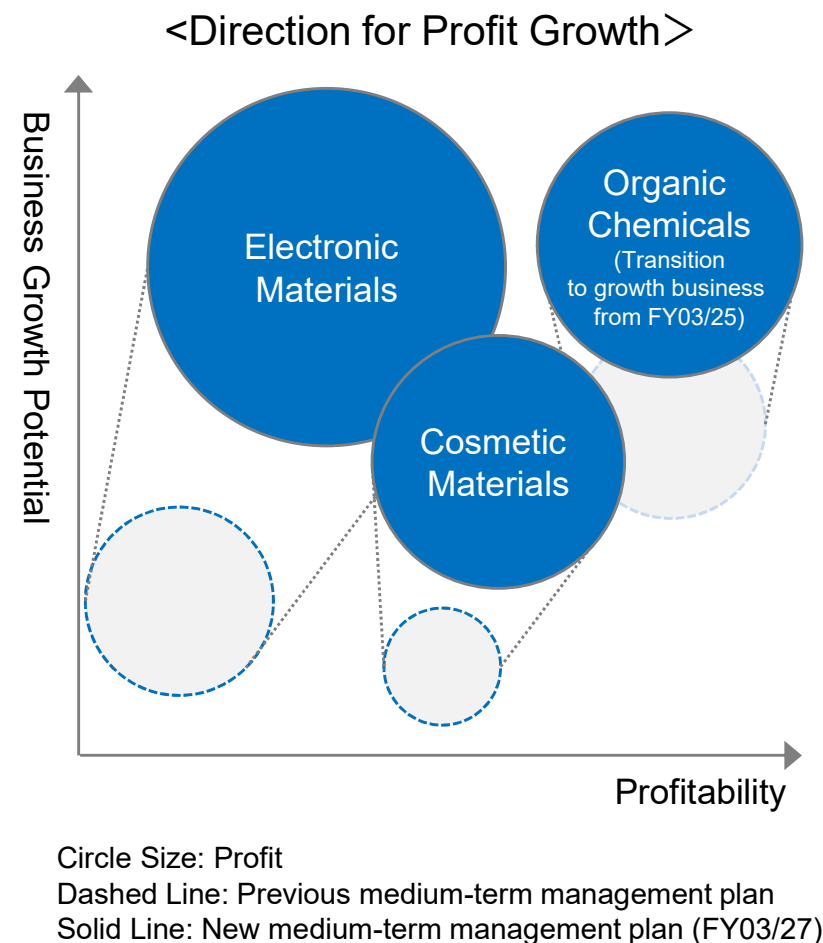 <Direction for Profit Growth＞
Business Growth Potential
Electronic
Materials
Organic
Chemicals
(Transition
to growth business
from FY03/25)
Cosmetic
Materials
Profitability
Circle Size: Profit
Dashed Line: Previous medium-term management plan
Solid Line: New medium-term management plan (FY03/27)